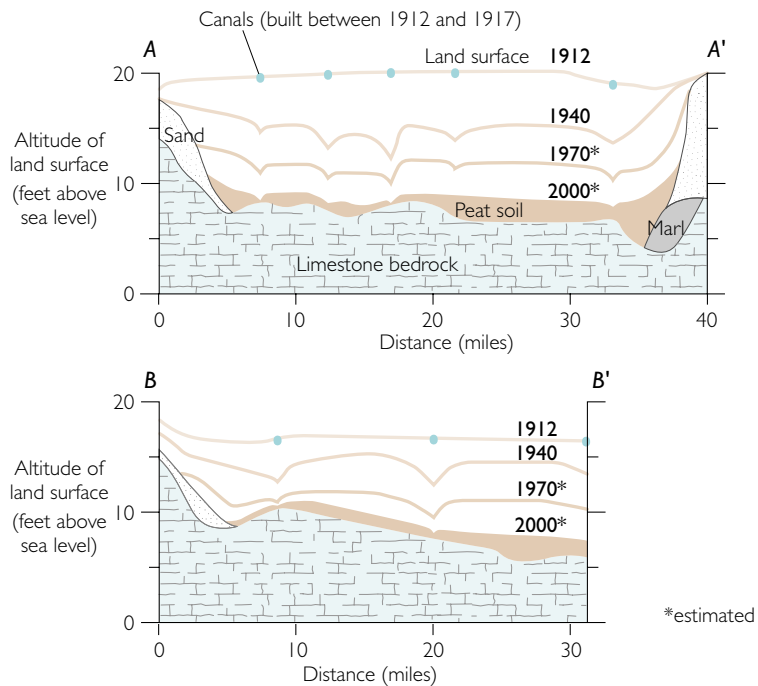 Canals (built between 1912 and 1917)
A
A'
Land surface 1912
20
1940
Sand
Altitude of
land surface
(feet above
sea level)
1970*
10
2000*
Peat soil
Marl
Limestone bedrock
0
0 10 20 30 40
Distance (miles)
B
B'
20
1912
1940
Altitude of
land surface
(feet above
sea level)
1970*
10
2000*
*estimated
0
0 10 20 30
Distance (miles)